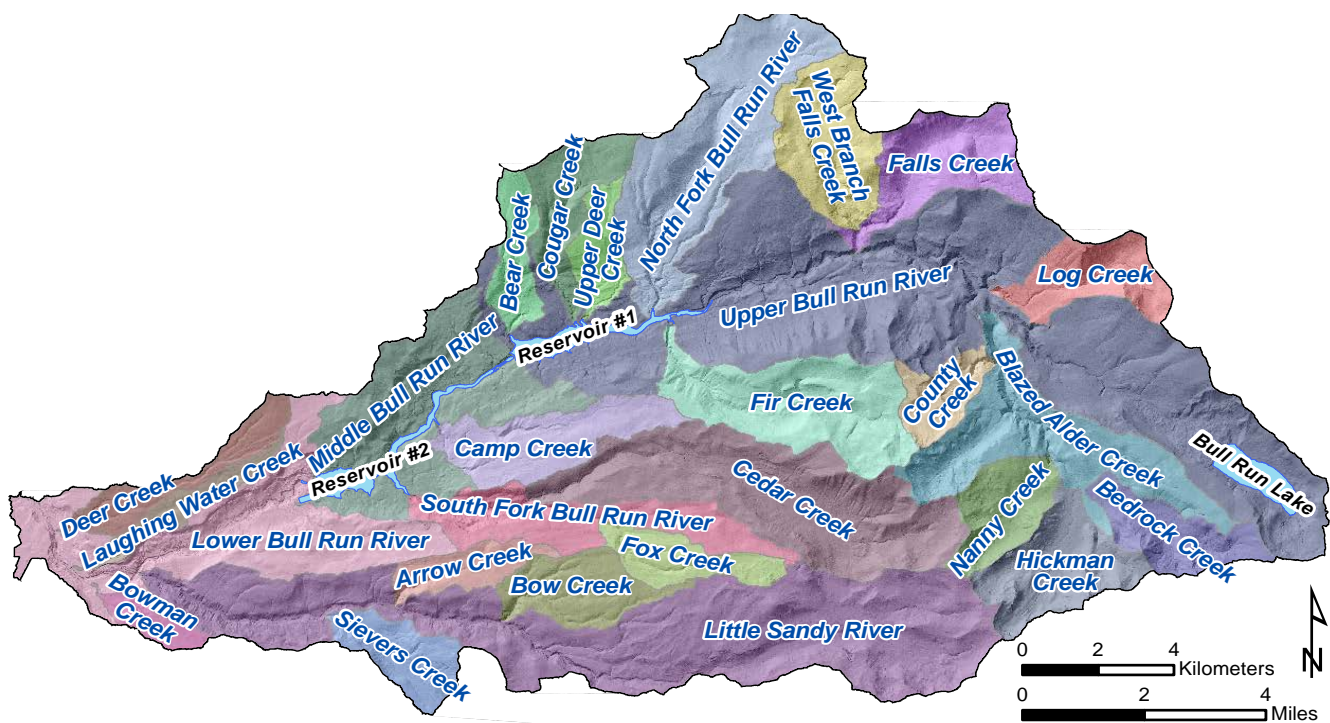 North Fork Bull Run River
West Branch
Falls Creek
Falls Creek
Bear Creek
Cougar Creek
Upper Deer
Creek
Log Creek
Upper Bull Run River
Reservoir #1
Middle Bull Run River
Fir Creek
County
Creek
Blazed Alder Creek
Bull Run Lake
Reservoir #2
Camp Creek
Cedar Creek
Deer Creek
Laughing Water Creek
South Fork Bull Run River
Nanny Creek
Bedrock Creek
Lower Bull Run River
Arrow Creek
Fox Creek
Bow Creek
Hickman
Creek
Bowman
Creek
Sievers Creek
Little Sandy River
N
0 2 4
Kilometers
0 2 4
Miles